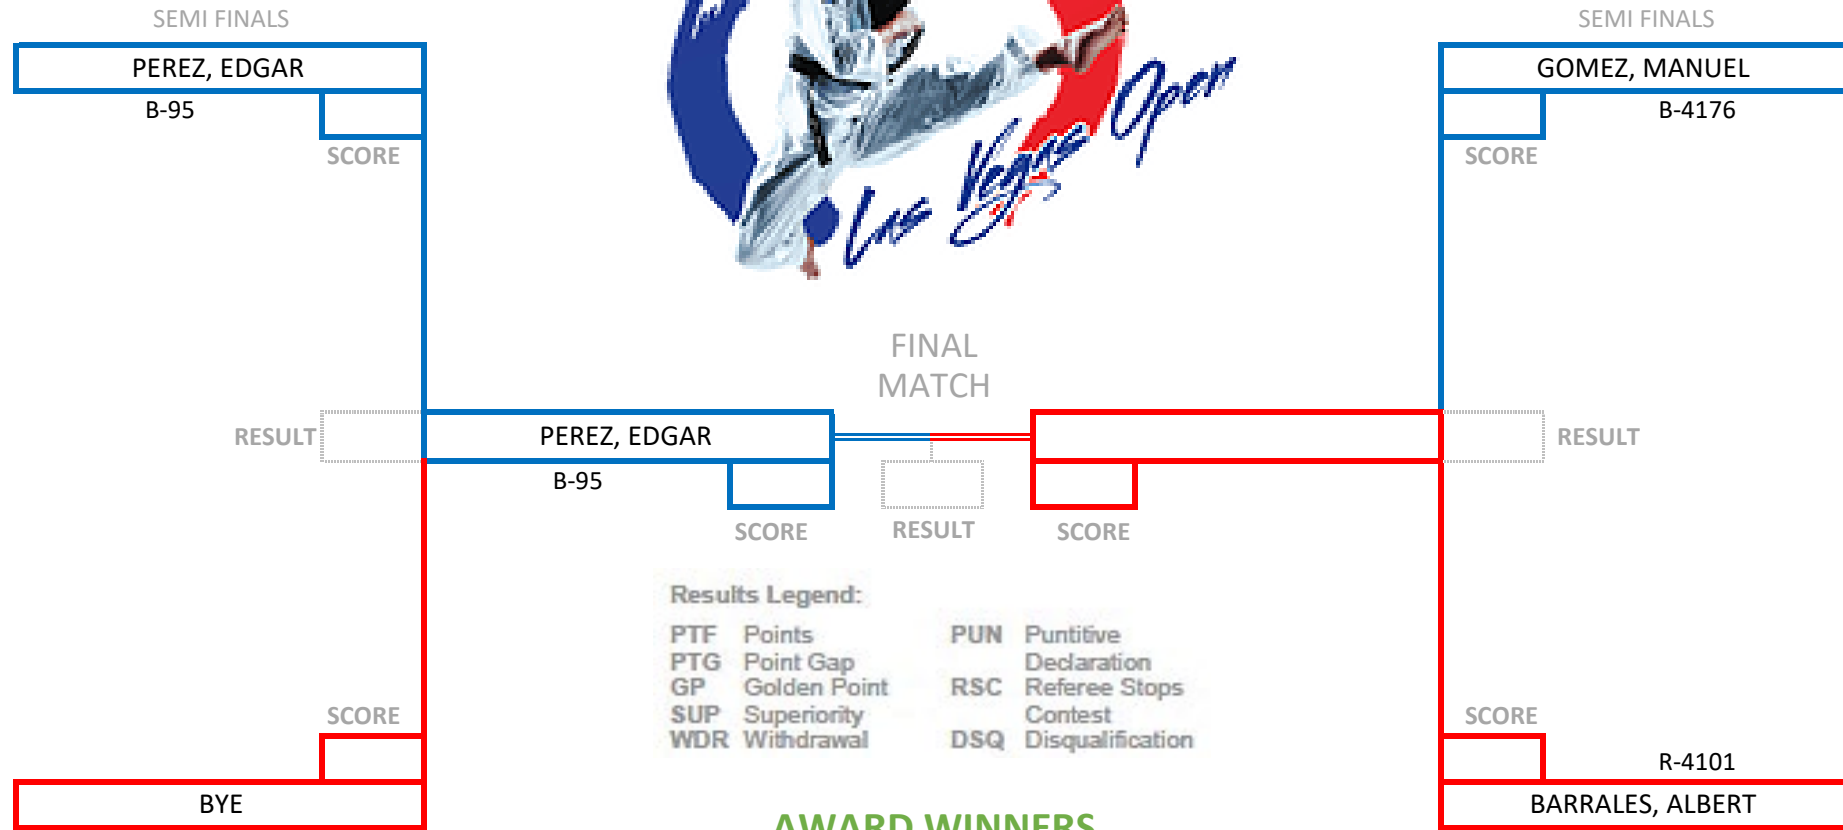 SEMI FINALS
SEMI FINALS
PEREZ, EDGAR
GOMEZ, MANUEL
B-95
B-4176
SCORE
SCORE
Las Vegas Open
FINAL
MATCH
RESULT
PEREZ, EDGAR
RESULT
B-95
SCORE
RESULT
SCORE
Results Legend:
PTF Points
PTG Point Gap
GP Golden Point
SUP Superiority
WDR Withdrawal
PUN Puntitive
Declaration
RSC Referee Stops
Contest
DSQ Disqualification
SCORE
SCORE
R-4101
BYE
BARRALES, ALBERT
AWARD WINNERS